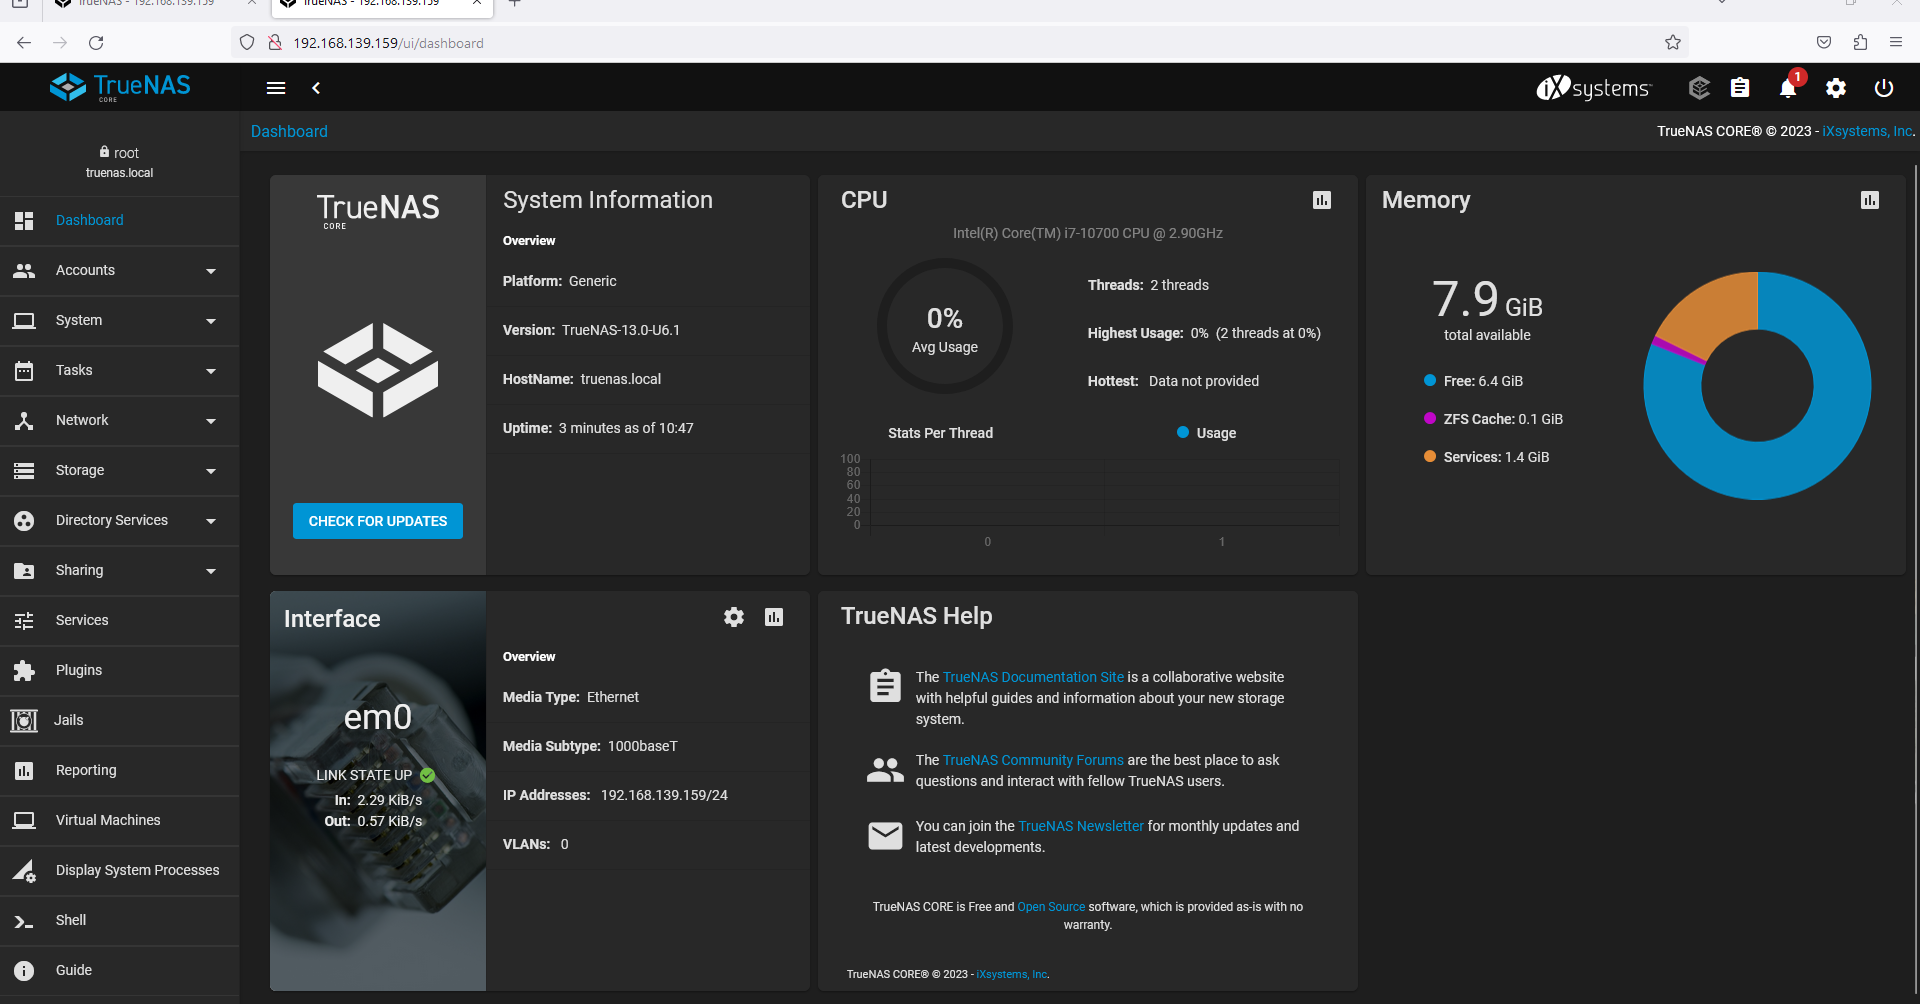 TrueNAS - 192.168.139.159
TrueNAS - 192.168.139.159
192.168.139.159/ui/dashboard
TrueNAS
CORE
iXsystems
1
Dashboard
TrueNAS CORE® © 2023 - iXsystems, Inc.
root
truenas.local
Dashboard
Accounts
System
Tasks
Network
Storage
Directory Services
Sharing
Services
Plugins
Jails
Reporting
Virtual Machines
Display System Processes
Shell
Guide
TrueNAS
CORE
CHECK FOR UPDATES
System Information
Overview
Platform: Generic
Version: TrueNAS-13.0-U6.1
HostName: truenas.local
Uptime: 3 minutes as of 10:47
CPU
Intel(R) Core(TM) i7-10700 CPU @ 2.90GHz
0%
Avg Usage
Threads: 2 threads
Highest Usage: 0% (2 threads at 0%)
Hottest: Data not provided
Stats Per Thread
Usage
100
80
60
40
20
0
0 1
Memory
7.9 GiB
total available
Free: 6.4 GiB
ZFS Cache: 0.1 GiB
Services: 1.4 GiB
Interface
em0
LINK STATE UP
In: 2.29 KiB/s
Out: 0.57 KiB/s
Overview
Media Type: Ethernet
Media Subtype: 1000baseT
IP Addresses: 192.168.139.159/24
VLANs: 0
TrueNAS Help
The TrueNAS Documentation Site is a collaborative website
with helpful guides and information about your new storage
system.
The TrueNAS Community Forums are the best place to ask
questions and interact with fellow TrueNAS users.
You can join the TrueNAS Newsletter for monthly updates and
latest developments.
TrueNAS CORE is Free and Open Source software, which is provided as-is with no
warranty.
TrueNAS CORE® © 2023 - iXsystems, Inc.